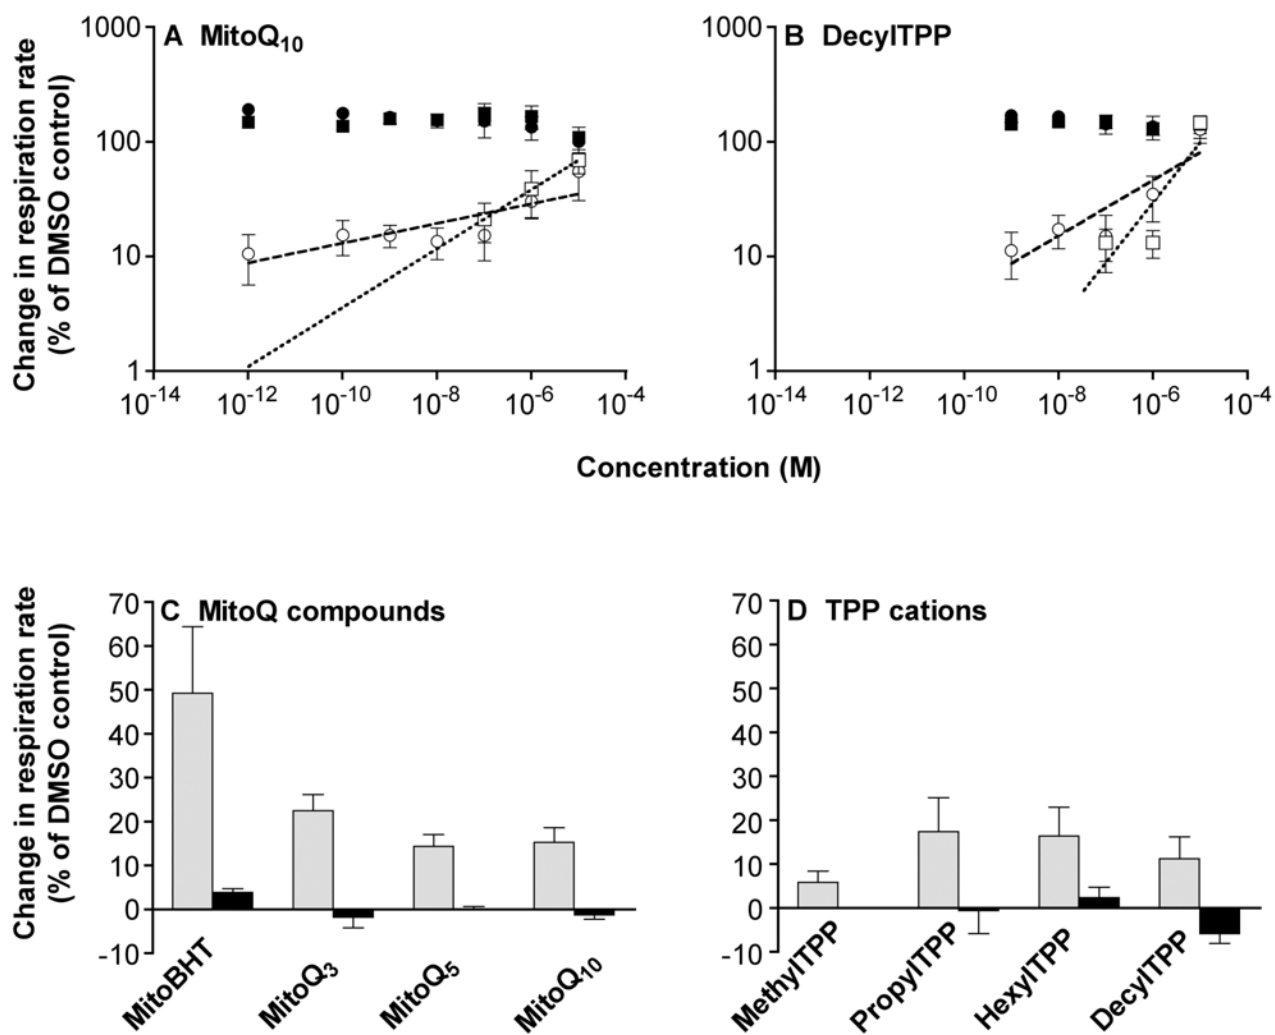 A MitoQ10
B DecylTPP
Change in respiration rate
(% of DMSO control)
1000
100
10
1
10-14 10-12 10-10 10-8 10-6 10-4
1000
100
10
1
10-14 10-12 10-10 10-8 10-6 10-4
Concentration (M)
C MitoQ compounds
D TPP cations
Change in respiration rate
(% of DMSO control)
70
60
50
40
30
20
10
0
-10
MitoBHT MitoQ3 MitoQ5 MitoQ10
70
60
50
40
30
20
10
0
-10
MethylTPP PropylTPP HexylTPP DecylTPP